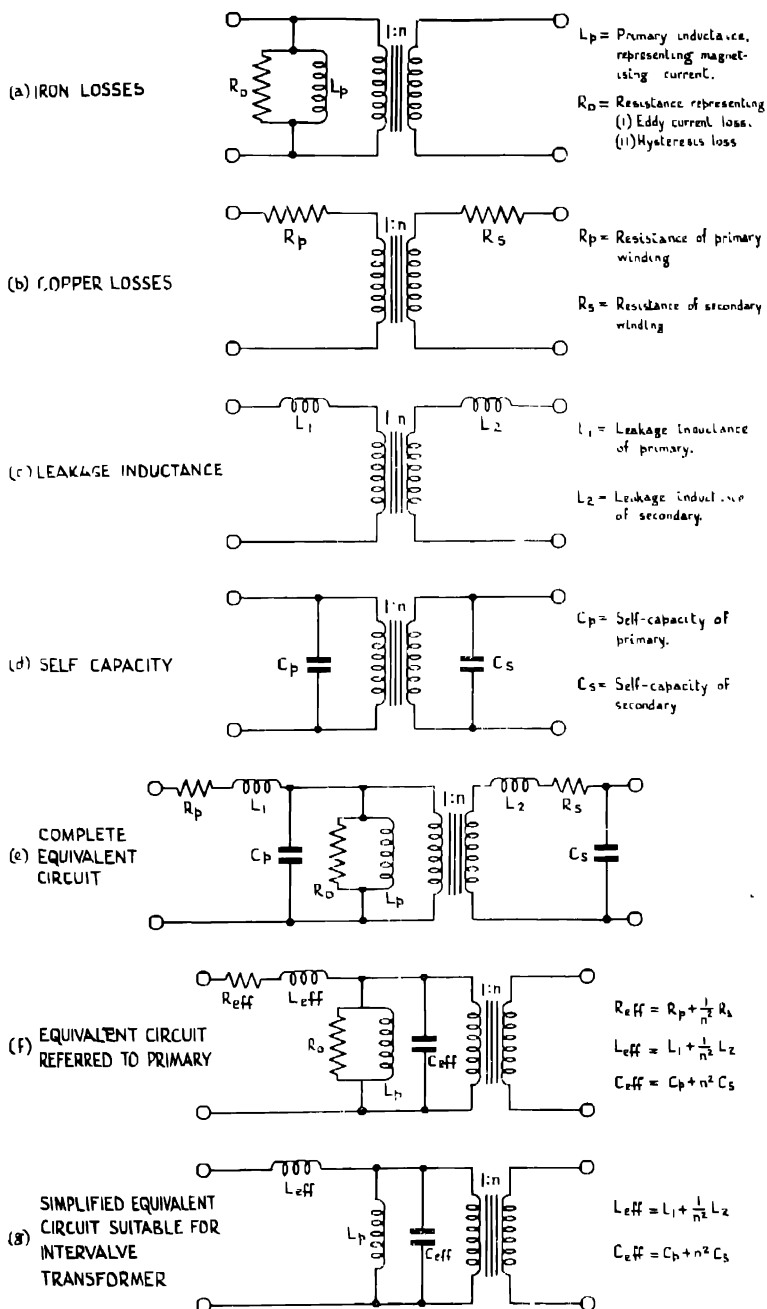 1:n
L₁p = Primary inductance,
representing magnet-
ising current.
(a) IRON LOSSES
R₀
Lp
R₀ = Resistance representing
(I) Eddy current loss.
(II) Hysteresis loss
1:n
Rp
Rs
Rp = Resistance of primary
winding
(b) COPPER LOSSES
Rs = Resistance of secondary
winding
L₁
1:n
L₂
L₁ = Leakage inductance
of primary.
(c) LEAKAGE INDUCTANCE
L₂ = Leakage
of secondary.
1:n
Cp = Self-capacity of
primary.
(d) SELF CAPACITY
Cp
Cs
Cs = Self-capacity of
secondary
Rp
L₁
1:n
L₂
Rs
(e) COMPLETE
EQUIVALENT
CIRCUIT
Cp
R₀
Lp
Cs
Reff
Leff
1:n
Reff = Rp + 1/n² Rs
(f) EQUIVALENT CIRCUIT
REFERRED TO PRIMARY
R₀
Lp
Ceff
Leff = L₁ + 1/n² L₂
Ceff = Cp + n² Cs
Leff
1:n
(g) SIMPLIFIED EQUIVALENT
CIRCUIT SUITABLE FOR
INTERVALVE
TRANSFORMER
Lp
Ceff
Leff = L₁ + 1/n² L₂
Ceff = Cp + n² Cs